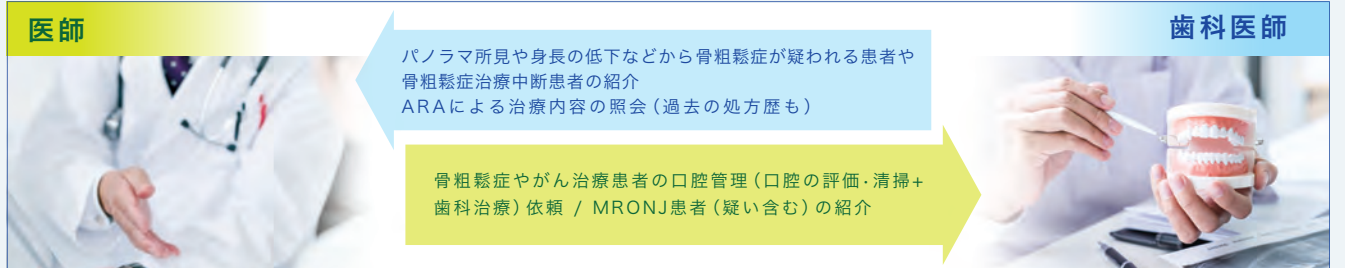 医師
歯科医師
パノラマ所見や身長の低下などから骨粗鬆症が疑われる患者や
骨粗鬆症治療中断患者の紹介
ARAによる治療内容の照会（過去の処方歴も）
骨粗鬆症やがん治療患者の口腔管理（口腔の評価・清掃+
歯科治療）依頼 / MRONJ患者（疑い含む）の紹介